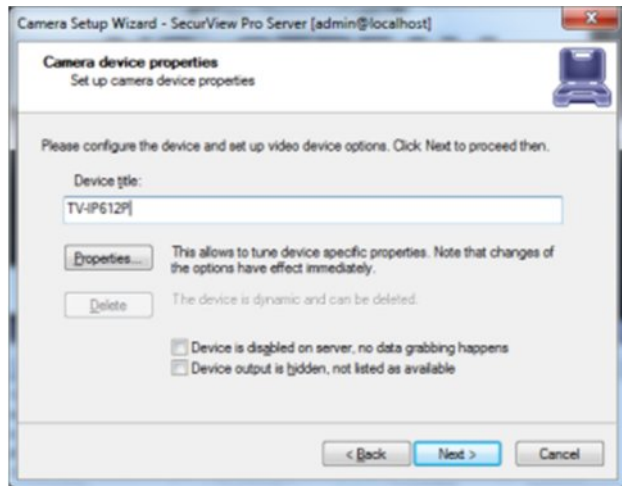 Camera Setup Wizard - SecurView Pro Server [admin@localhost]
Camera device properties
Set up camera device properties
Please configure the device and set up video device options. Click Next to proceed then.
Device title:
TV-IP612P
Properties...
This allows to tune device specific properties. Note that changes of
the options have effect immediately.
Delete
The device is dynamic and can be deleted.
Device is disabled on server, no data grabbing happens
Device output is hidden, not listed as available
< Back
Next >
Cancel